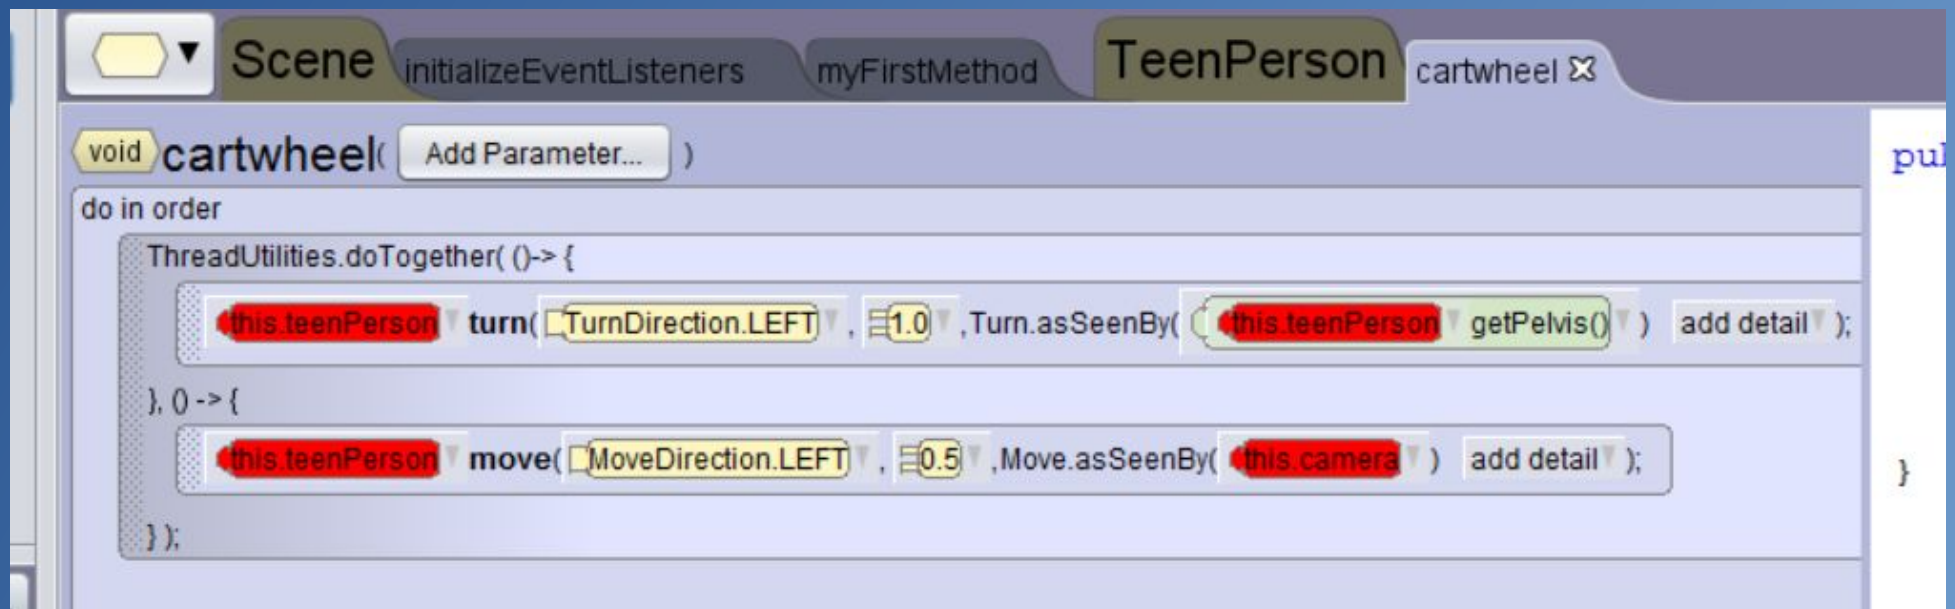 Scene initializeEventListeners myFirstMethod TeenPerson cartwheel
void cartwheel( Add Parameter... )
do in order
ThreadUtilities.doTogether( ()-> {
this.teenPerson turn( TurnDirection.LEFT , 1.0 ,Turn.asSeenBy( this.teenPerson getPelvis() ) add detail );
}, () -> {
this.teenPerson move( MoveDirection.LEFT , 0.5 ,Move.asSeenBy( this.camera ) add detail );
} );
}